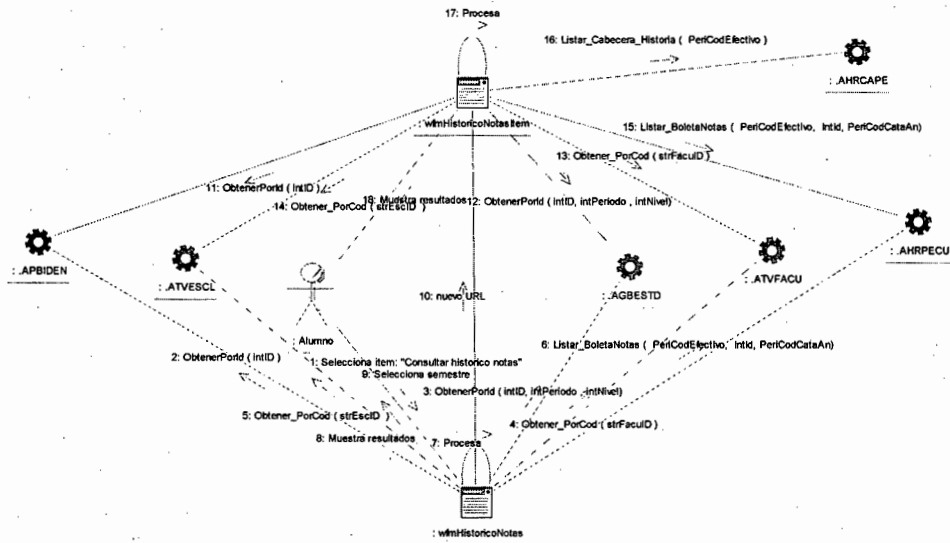 17: Procesa
16: Listar_Cabecera_Historia ( PeriCodEfectivo )
: .AHRCAPE
: wfmHistoricoNotasItem
15: Listar_BoletaNotas ( PeriCodEfectivo, IntId, PeriCodCataAn)
13: Obtener_PorCod ( strFacuID )
11: ObtenerPorId ( intID )
18: Muestra resultados
12: ObtenerPorId ( intID, intPeriodo , intNivel)
14: Obtener_PorCod ( strEscID )
: .APBIDEN
: .ATVESCL
: .AGBESTD
: .ATVFACU
: .AHRPECU
10: nuevo URL
: Alumno
6: Listar_BoletaNotas ( PeriCodEfectivo, IntId, PeriCodCataAn)
2: ObtenerPorId ( intID )
1: Selecciona item: "Consultar historico notas"
9: Selecciona semestre
3: ObtenerPorId ( intID, intPeriodo , intNivel)
5: Obtener_PorCod ( strEscID )
4: Obtener_PorCod ( strFacuID )
8: Muestra resultados
7: Procesa
: wfmHistoricoNotas